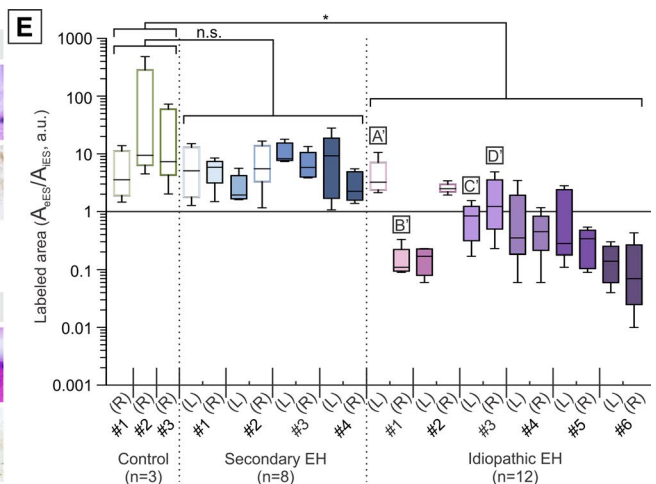 E
*
n.s.
1000
100
10
1
0.1
0.01
0.001
Labeled area (AeES/AiES, a.u.)
A'
B'
C'
D'
(R) (R) (R) (L) (R) (L) (R) (L) (R) (L) (R) (L) (R) (L) (R) (L) (R) (L) (R) (L) (R) (L) (R)
#1 #2 #3 #1 #2 #3 #4 #1 #2 #3 #4 #5 #6
Control Secondary EH Idiopathic EH
(n=3) (n=8) (n=12)